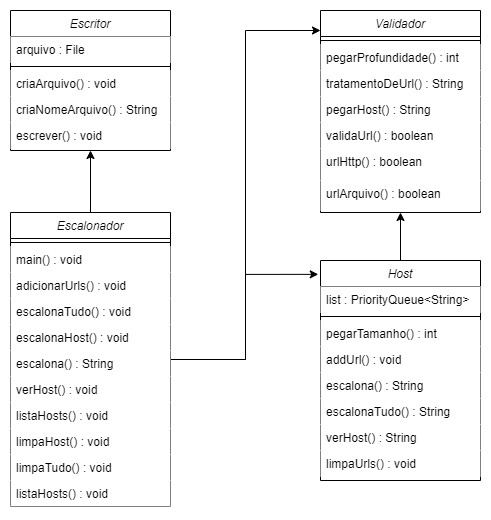 Escritor
arquivo : File
criaArquivo() : void
criaNomeArquivo() : String
escrever() : void
Validador
pegarProfundidade() : int
tratamentoDeUrl() : String
pegarHost() : String
validaUrl() : boolean
urlHttp() : boolean
urlArquivo() : boolean
Escalonador
main() : void
adicionarUrls() : void
escalonaTudo() : void
escalonaHost() : void
escalona() : String
verHost() : void
listaHosts() : void
limpaHost() : void
limpaTudo() : void
listaHosts() : void
Host
list : PriorityQueue<String>
pegarTamanho() : int
addUrl() : void
escalona() : String
escalonaTudo() : String
verHost() : String
limpaUrls() : void